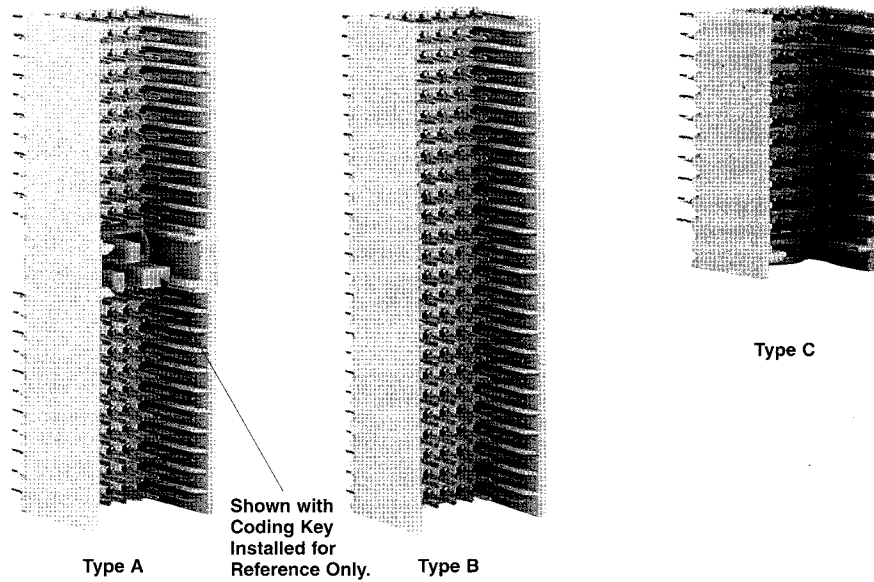 Type C
Shown with
Coding Key
Installed for
Reference Only.
Type A
Type B